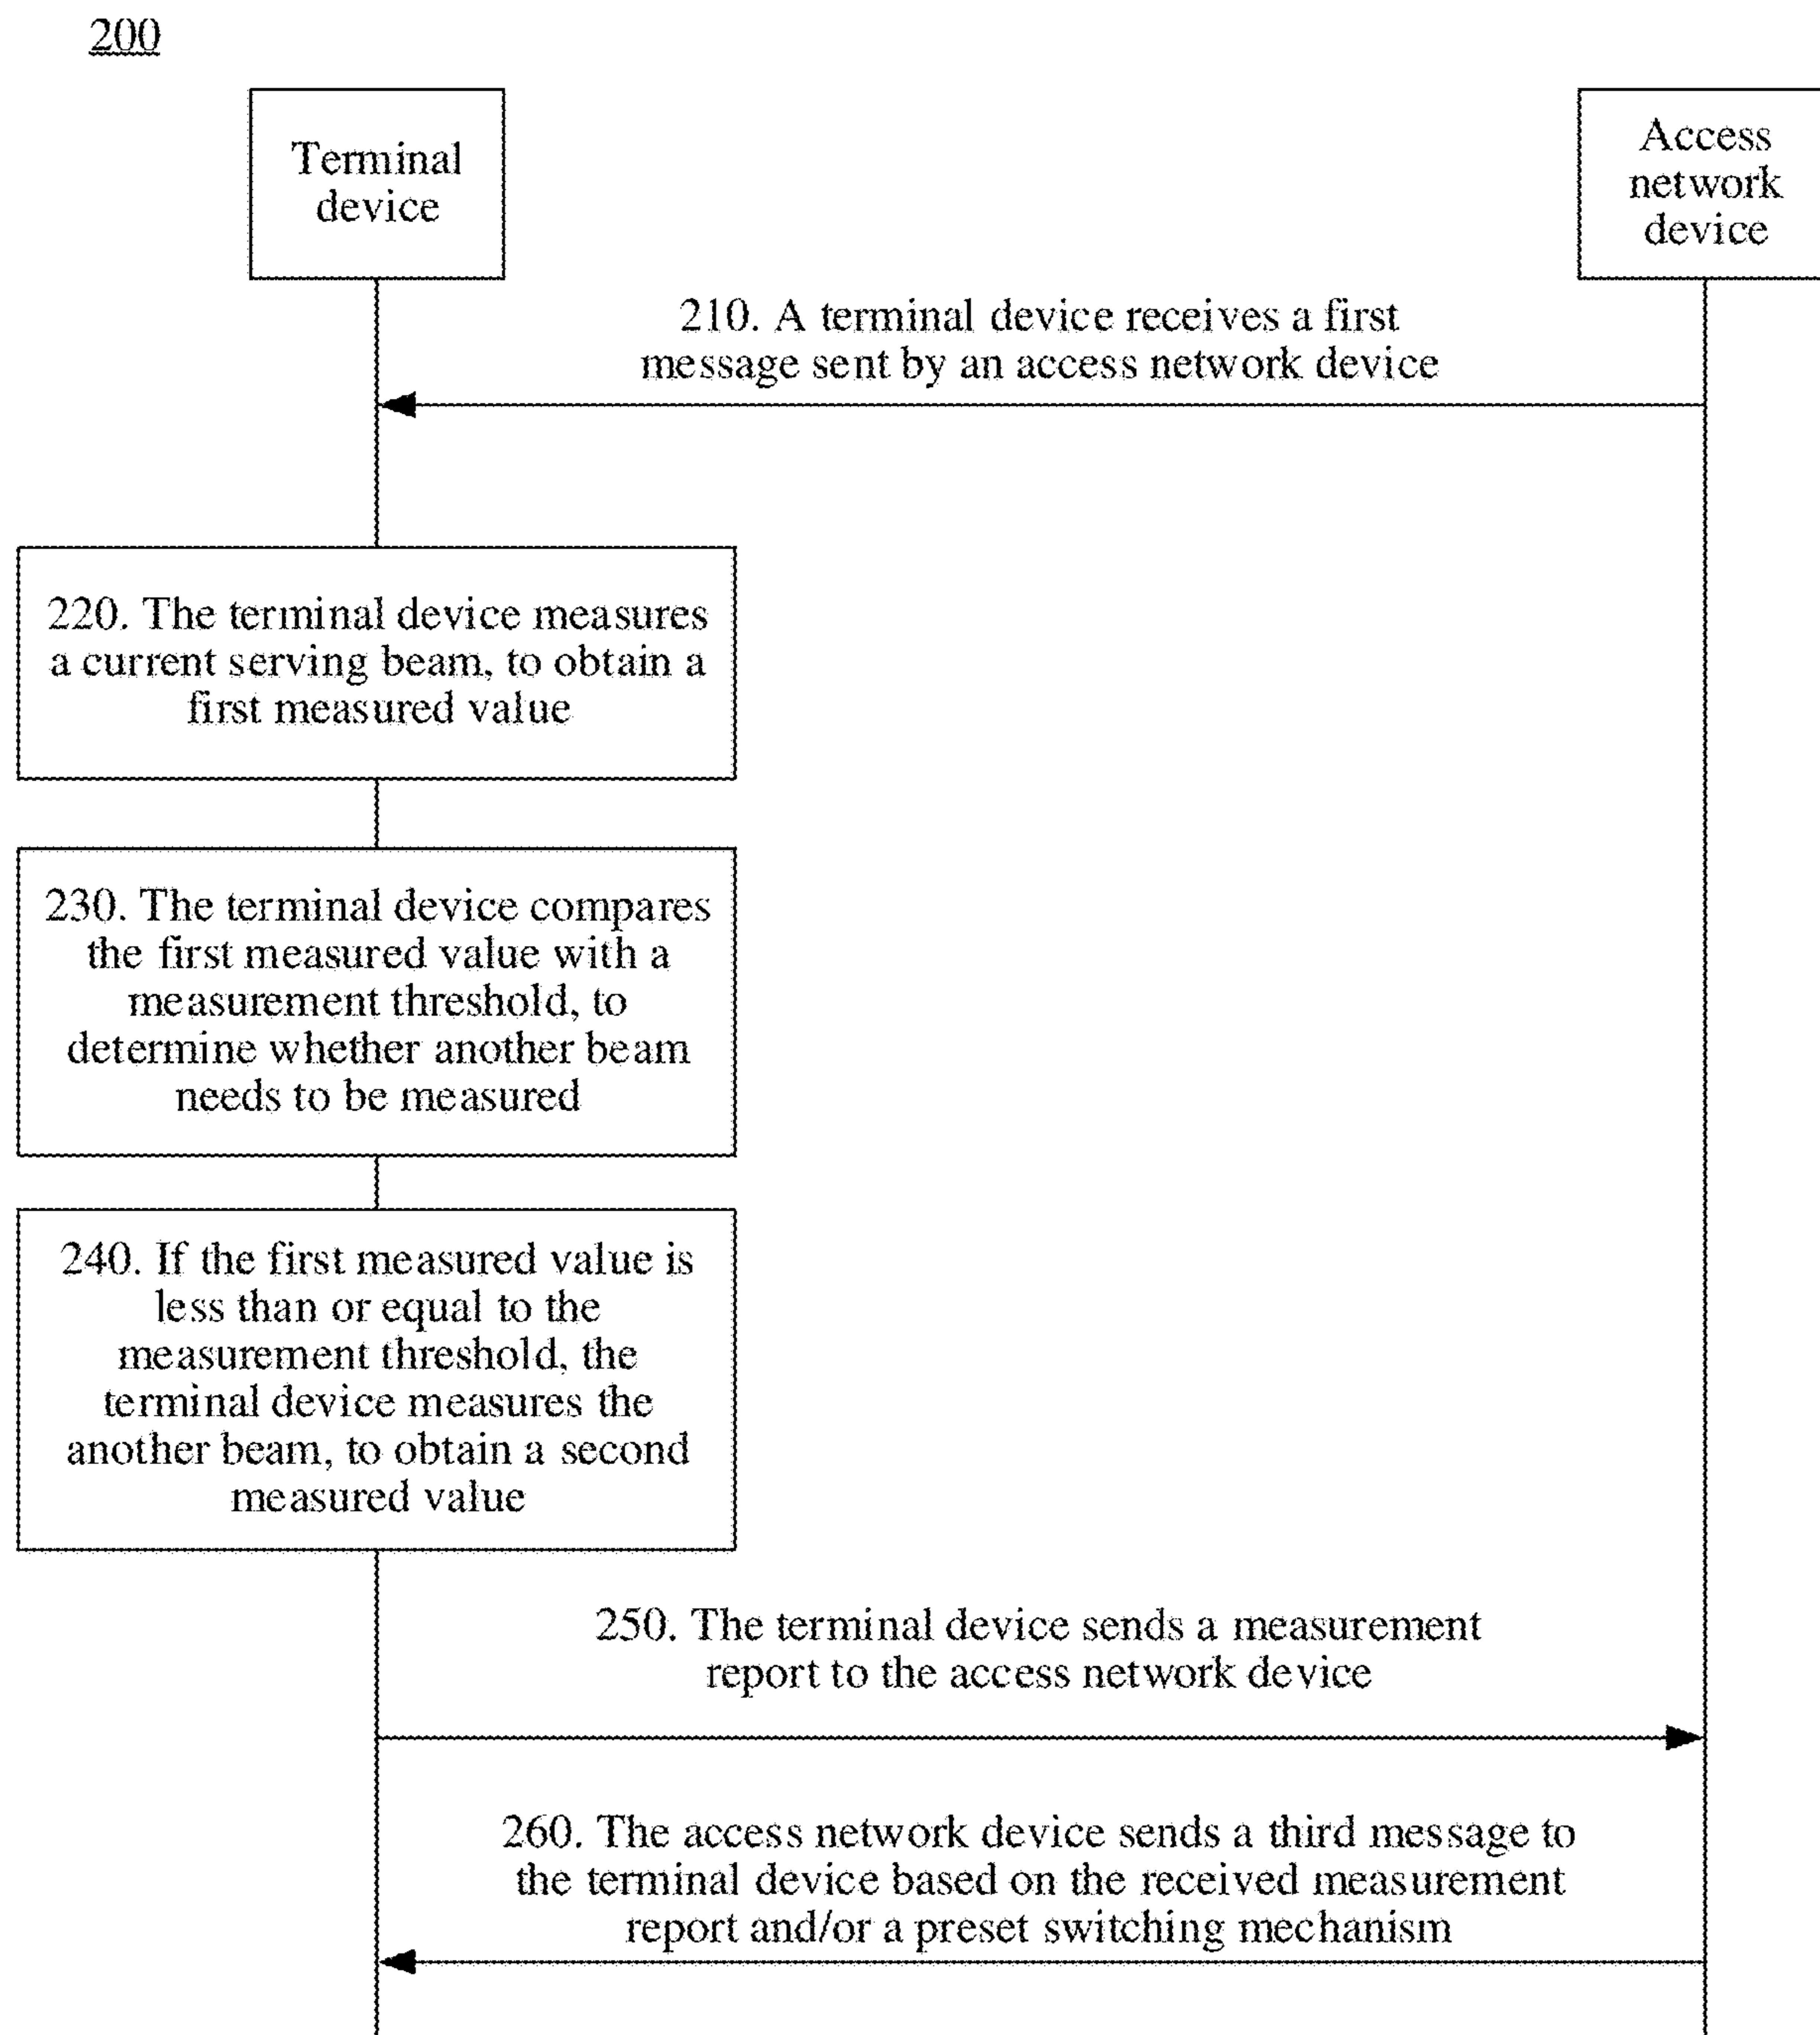 200
Terminal
device
Access
network
device
210. A terminal device receives a first
message sent by an access network device
220. The terminal device measures
a current serving beam, to obtain a
first measured value
230. The terminal device compares
the first measured value with a
measurement threshold, to
determine whether another beam
needs to be measured
240. If the first measured value is
less than or equal to the
measurement threshold, the
terminal device measures the
another beam, to obtain a second
measured value
250. The terminal device sends a measurement
report to the access network device
260. The access network device sends a third message to
the terminal device based on the received measurement
report and/or a preset switching mechanism